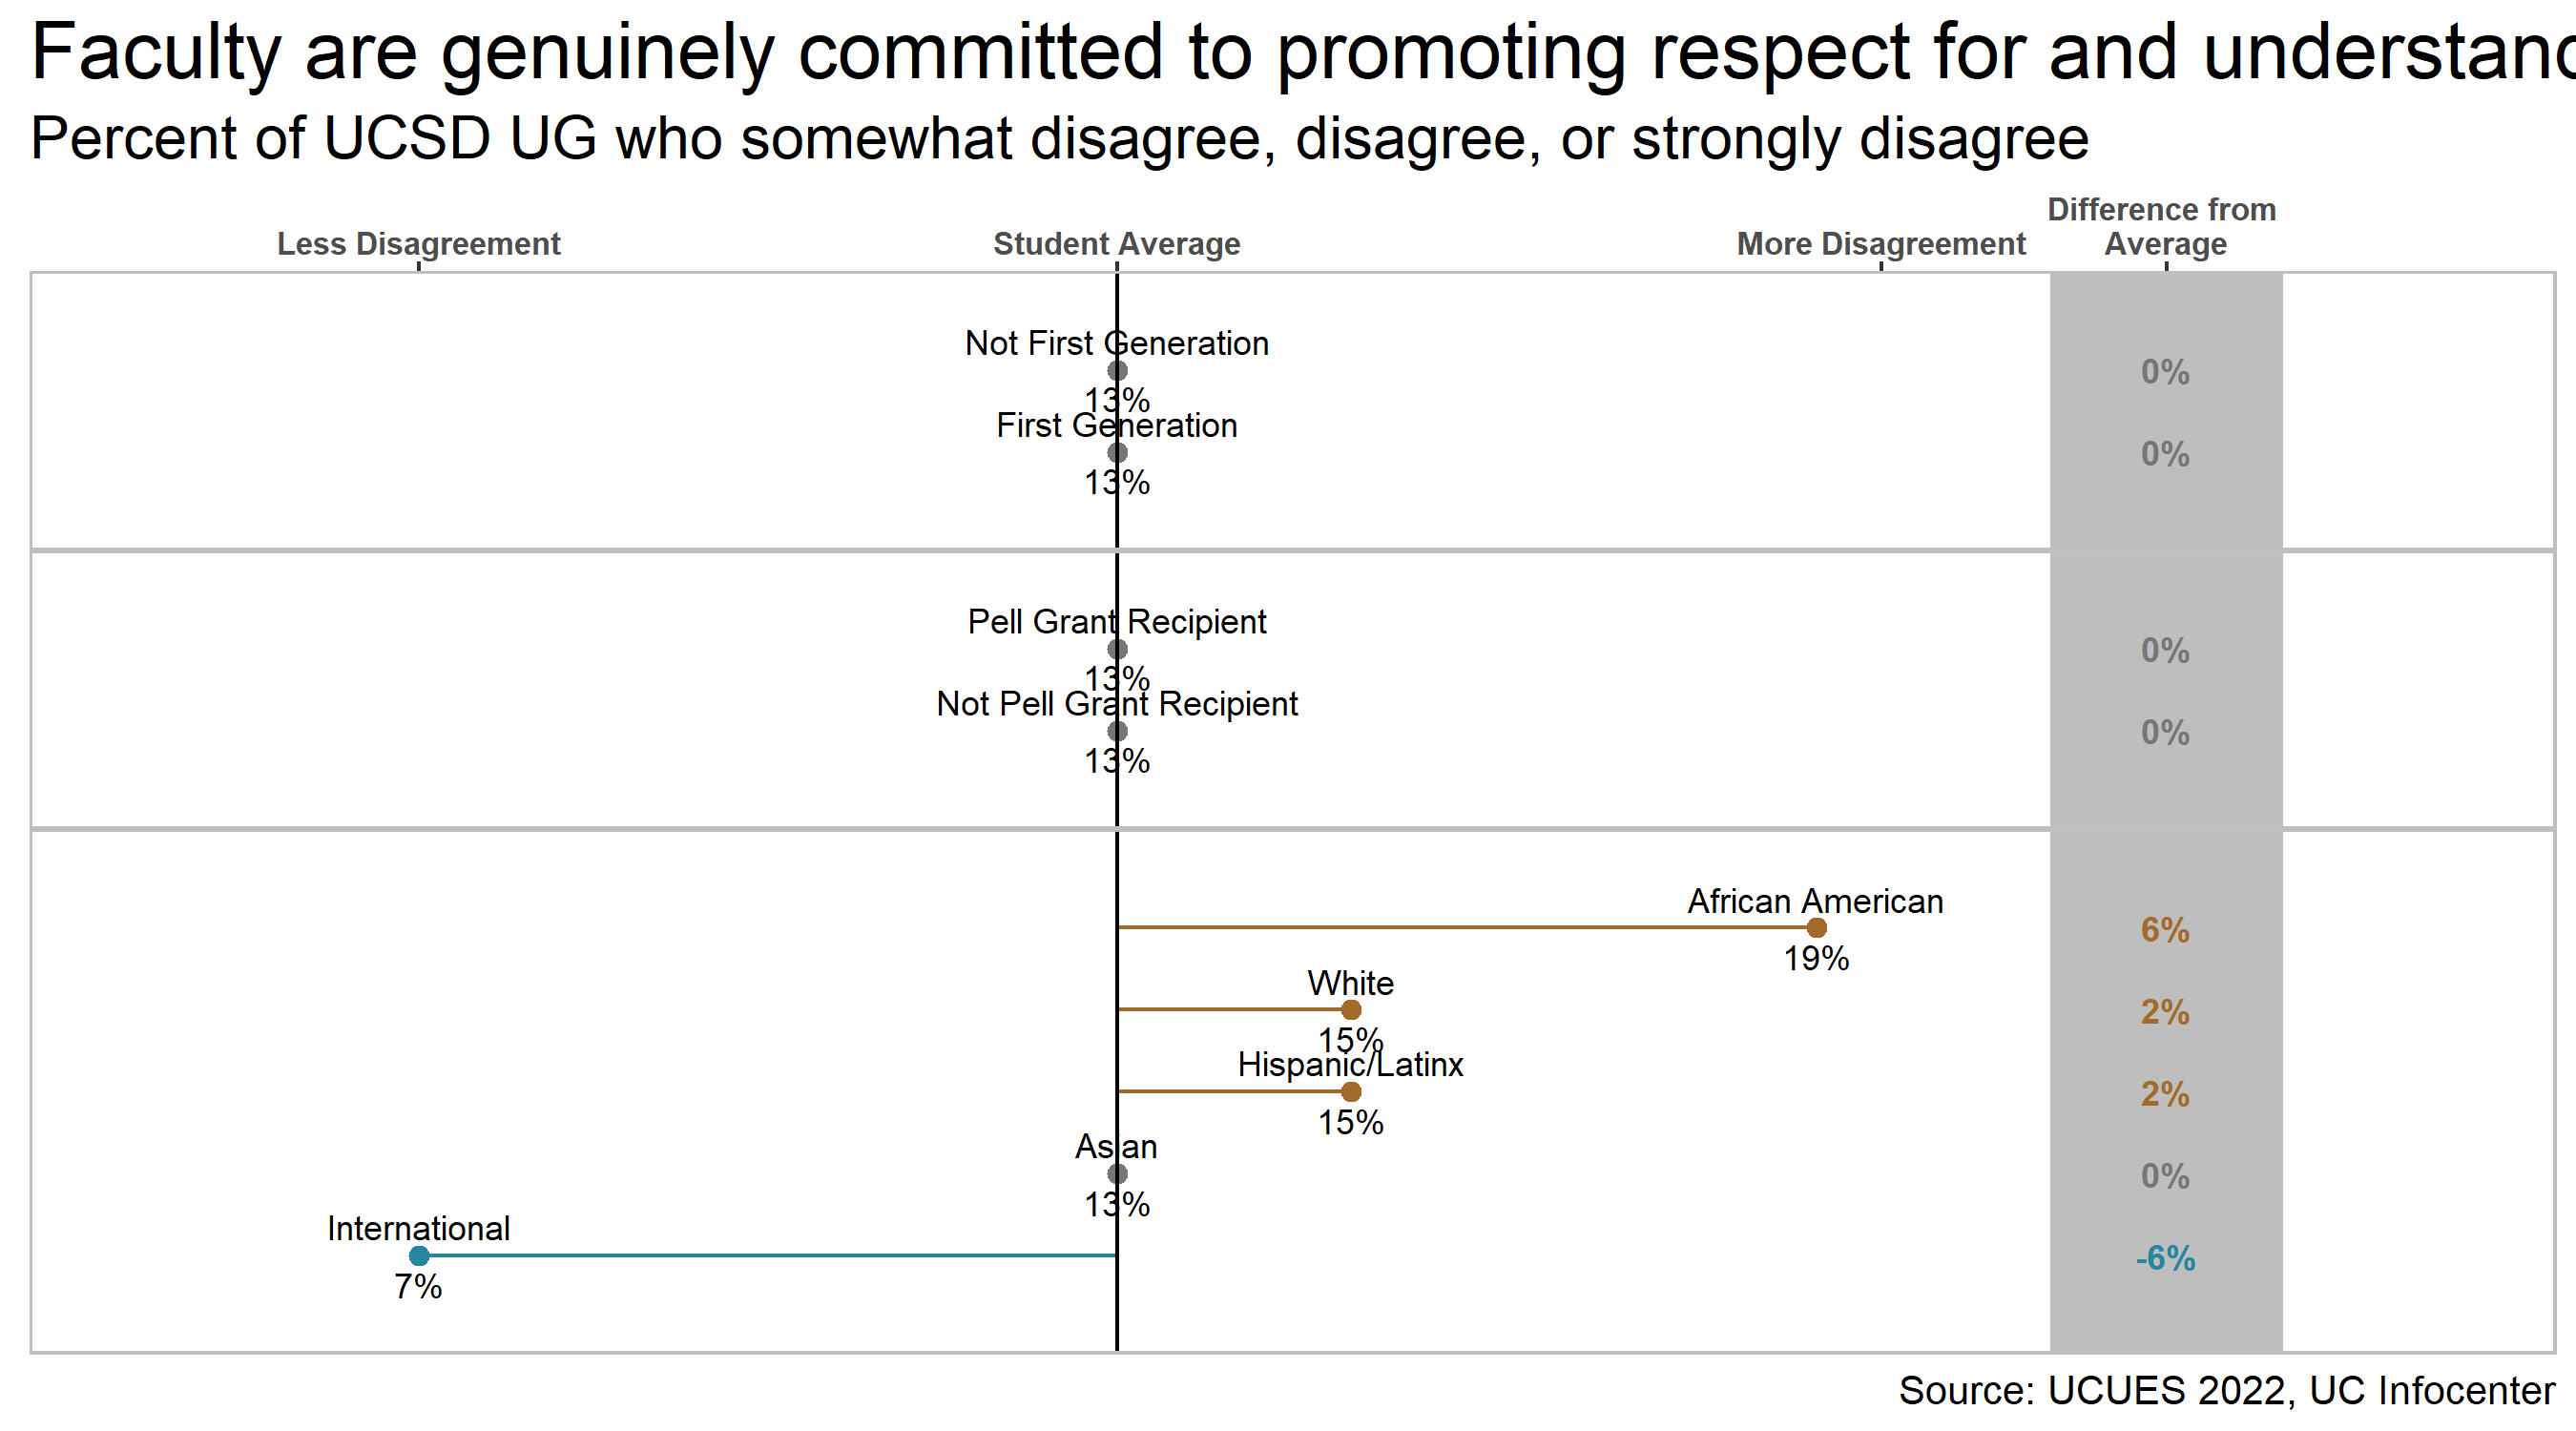 Faculty are genuinely committed to promoting respect for and understand
Percent of UCSD UG who somewhat disagree, disagree, or strongly disagree
Difference from
Less Disagreement Student Average More Disagreement Average
Not First Generation
0%
13%
First Generation
0%
13%
Pell Grant Recipient
0%
13%
Not Pell Grant Recipient
0%
13%
African American
6%
19%
White
2%
15%
Hispanic/Latinx
2%
15%
Asian
0%
13%
International
-6%
7%
Source: UCUES 2022, UC Infocenter